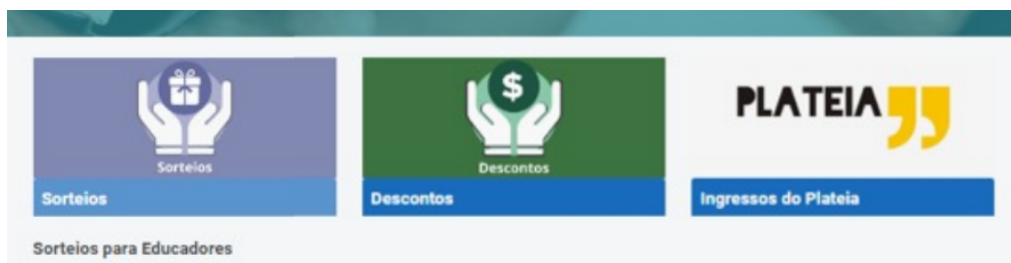 Sorteios
Descontos
PLATEIA
Sorteios
Descontos
Ingressos do Plateia
Sorteios para Educadores